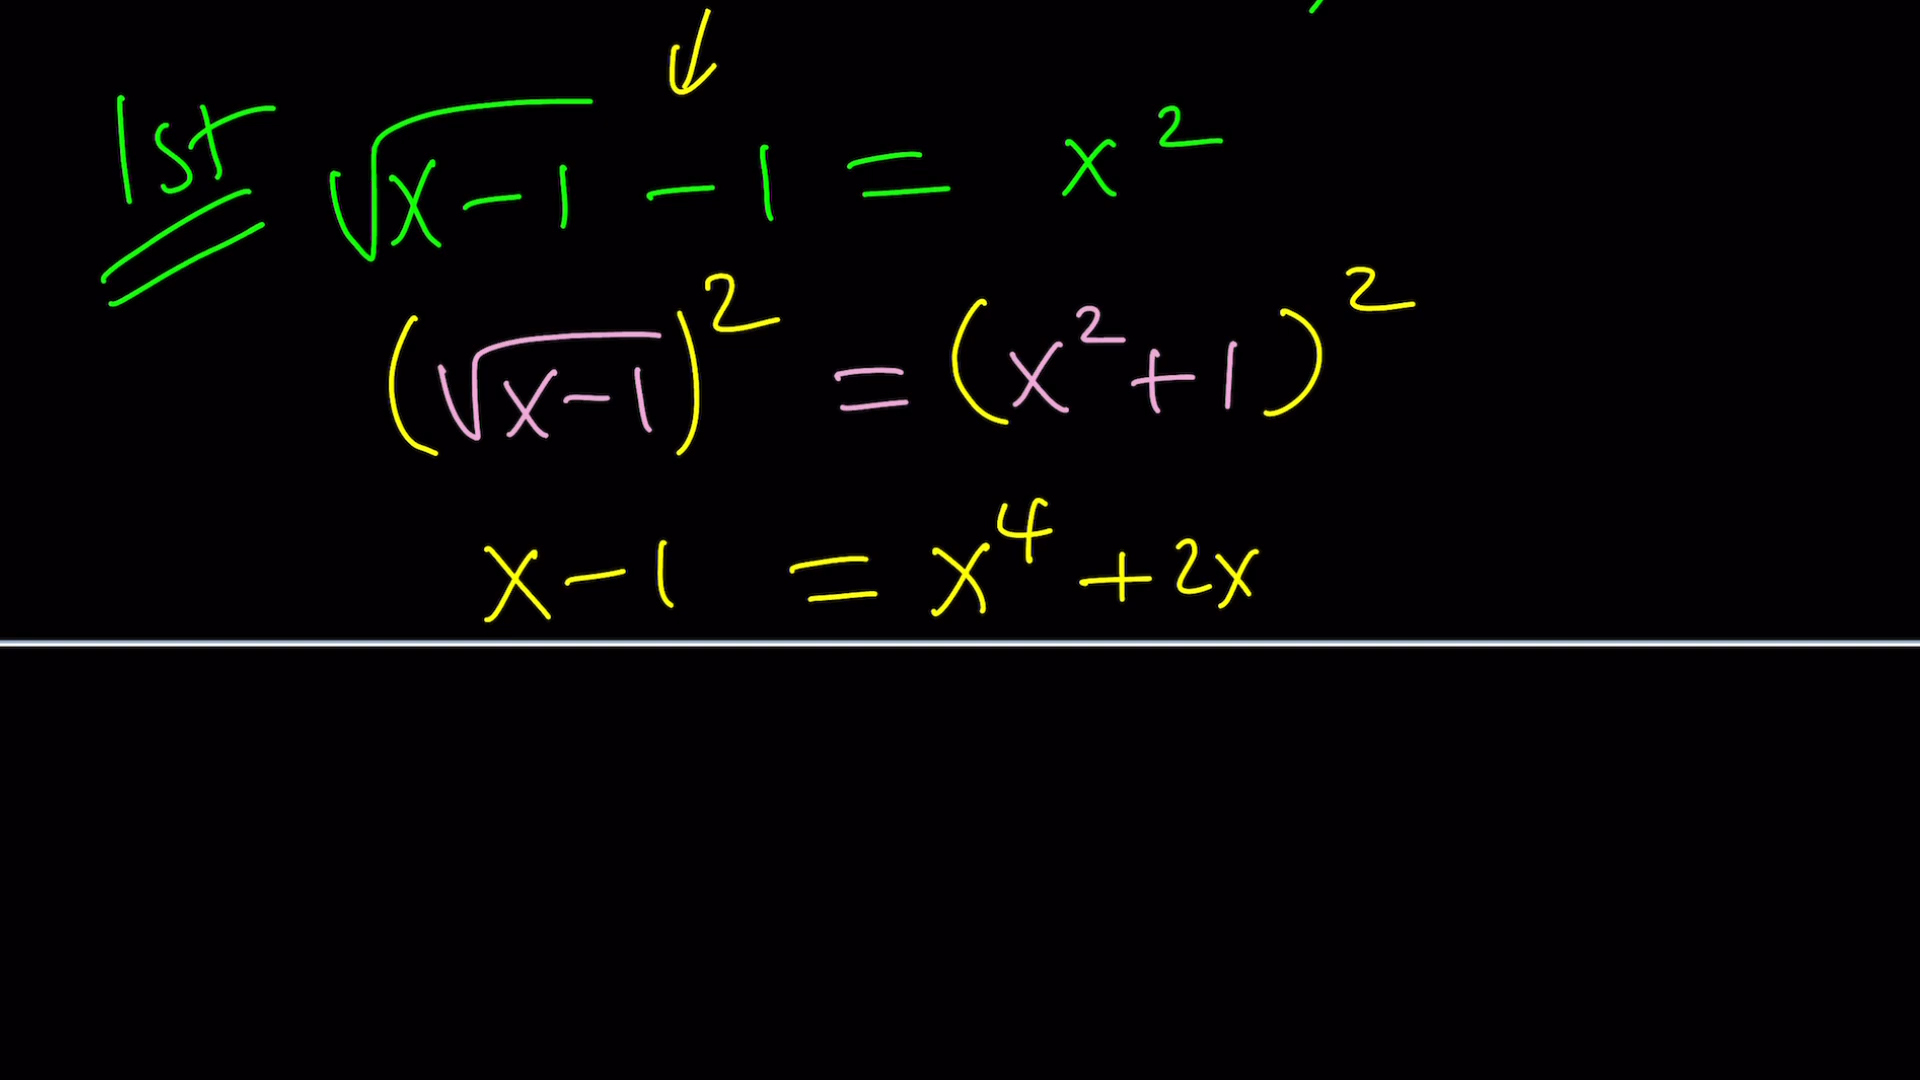 1st √(x-1) - 1 = x²
(√(x-1))² = (x²+1)²
x-1 = x⁴ + 2x